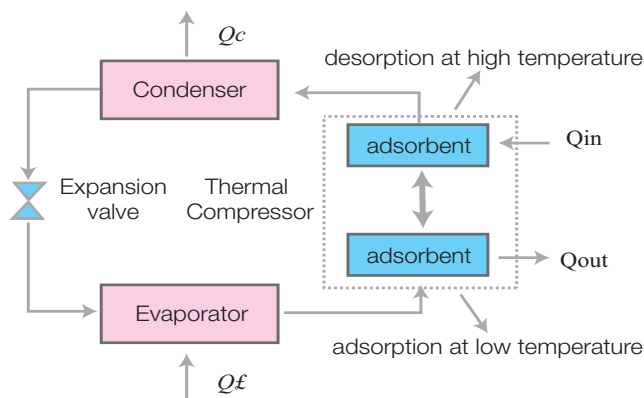 Qc
desorption at high temperature
Condenser
adsorbent
Qin
Expansion
valve
Thermal
Compressor
adsorbent
Qout
Evaporator
adsorption at low temperature
Q£